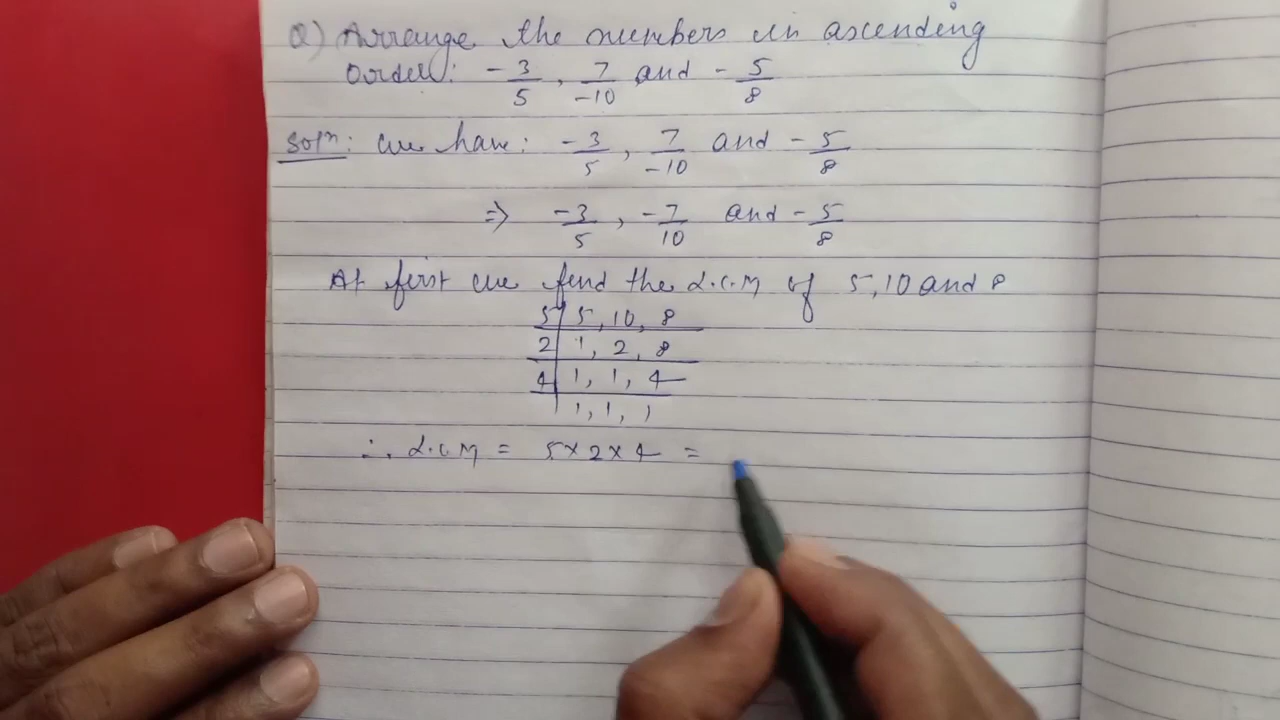 Q) Arrange the numbers in ascending
order: -3/5, 7/-10 and -5/8
Solⁿ: we have: -3/5, 7/-10 and -5/8
⇒ -3/5, -7/10 and -5/8
At first we find the L.C.M of 5,10 and 8
5 | 5, 10, 8
2 | 1, 2, 8
4 | 1, 1, 4
1, 1, 1
∴ L.C.M = 5×2×4 =